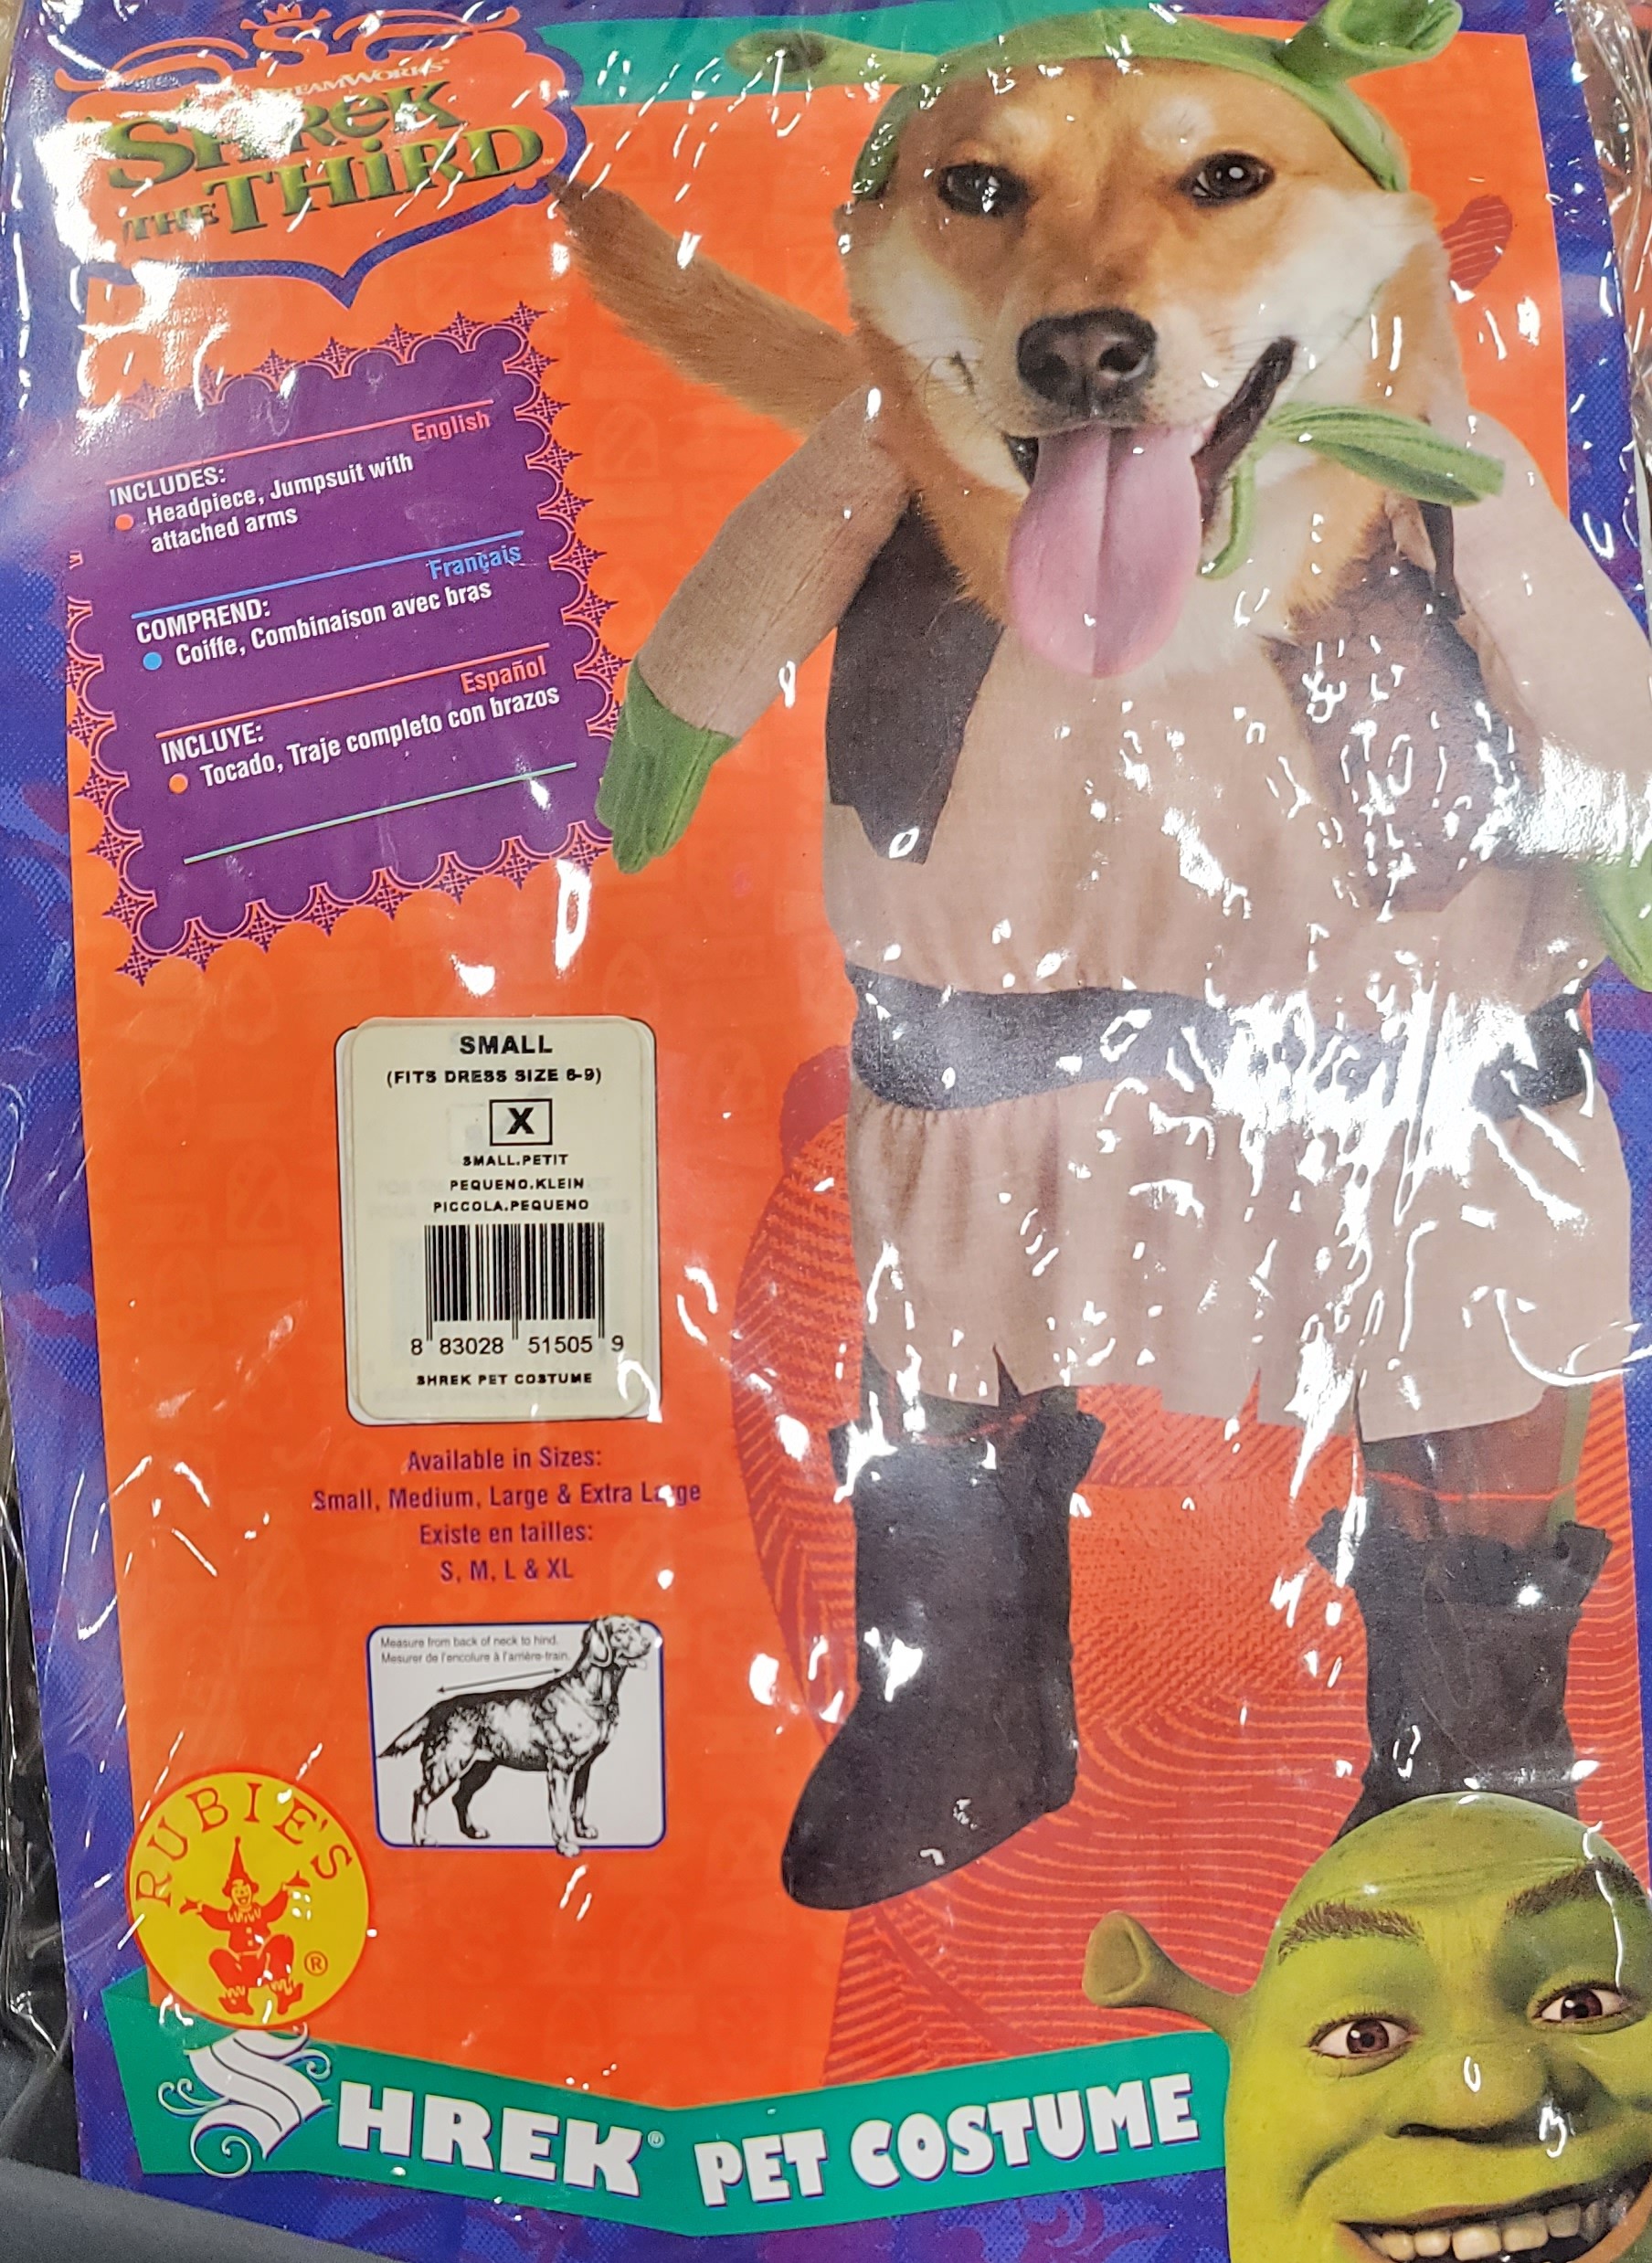 DREAMWORKS
SHREK
THE THIRD™
English
INCLUDES:
• Headpiece, Jumpsuit with
attached arms
Français
COMPREND:
• Coiffe, Combinaison avec bras
Español
INCLUYE:
• Tocado, Traje completo con brazos
SMALL
(FITS DRESS SIZE 6-9)
X
SMALL.PETIT
PEQUENO.KLEIN
PICCOLA.PEQUENO
8 83028 51505 9
SHREK PET COSTUME
Available in Sizes:
Small, Medium, Large & Extra Large
Existe en tailles:
S, M, L & XL
Measure from back of neck to hind.
Mesurer de l'encolure à l'arrière-train.
RUBIE'S
®
SHREK® PET COSTUME